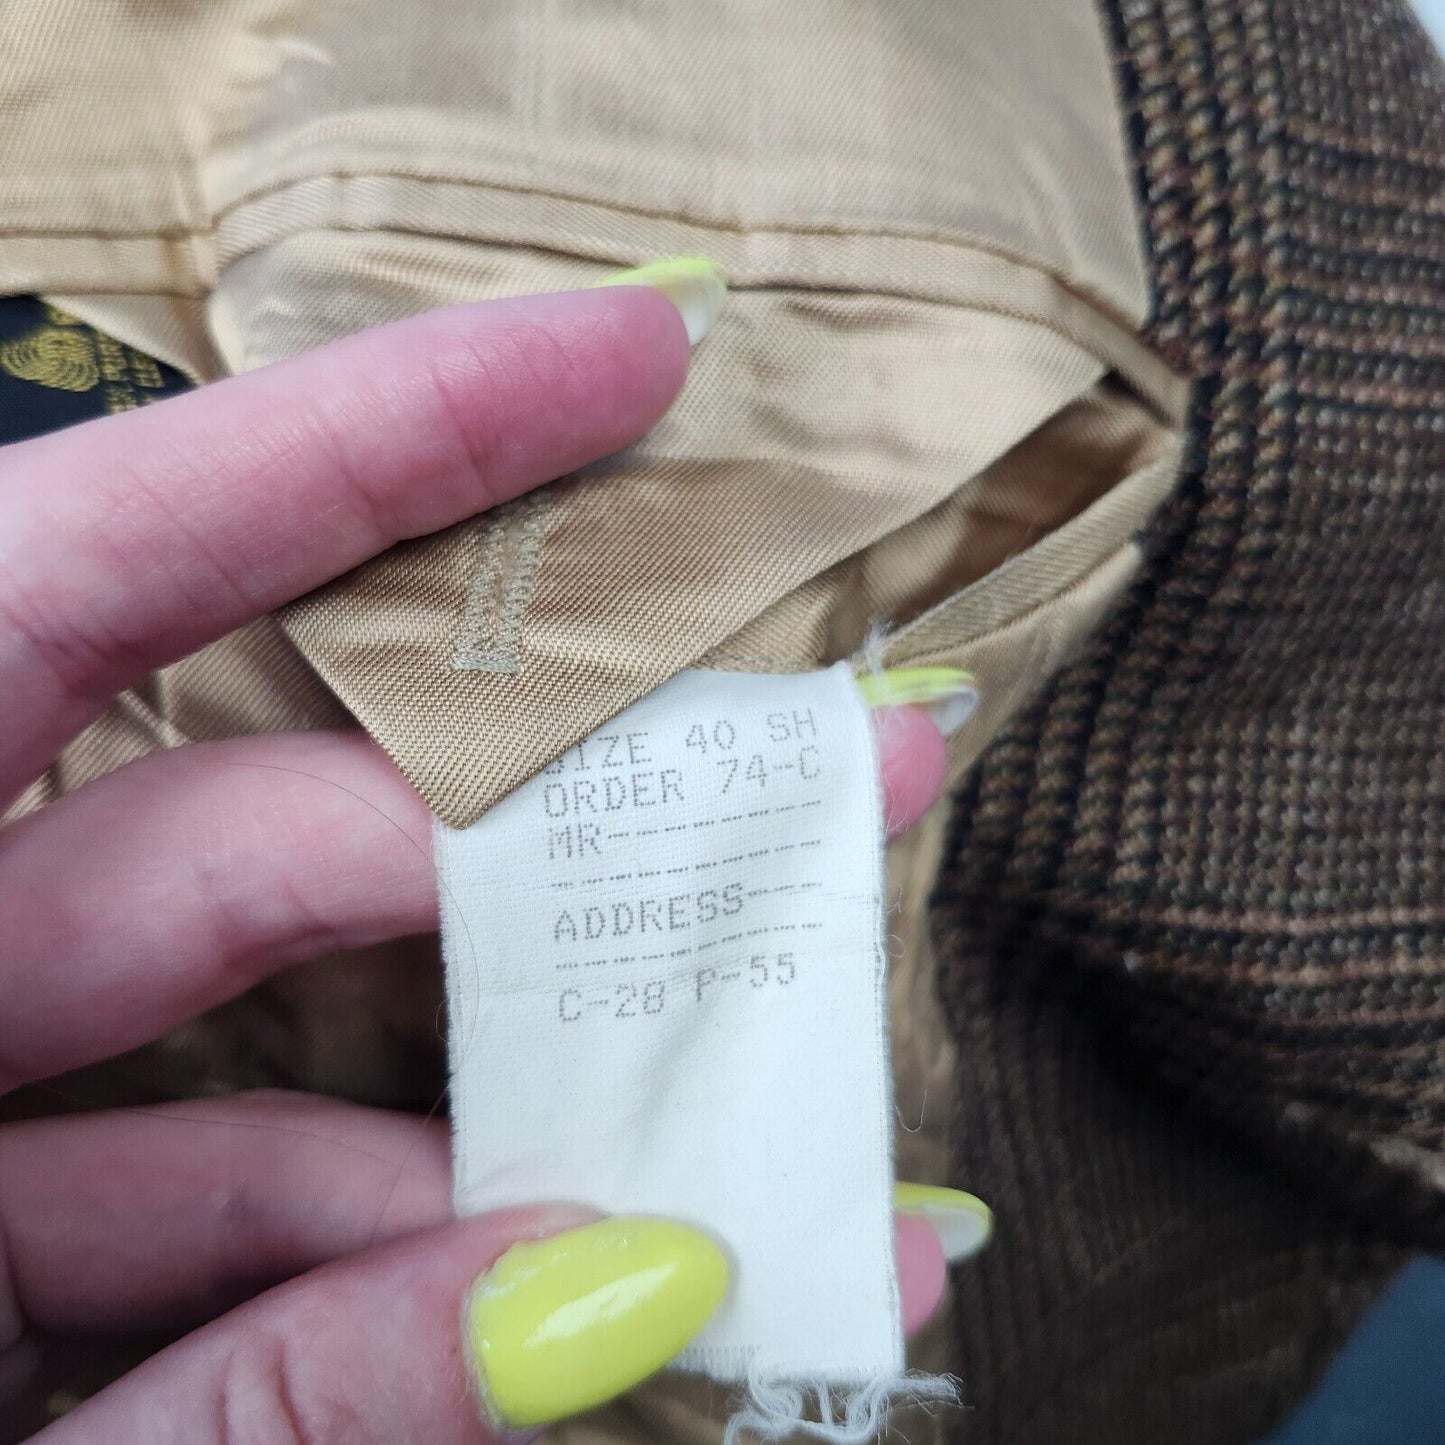 SIZE 40 SH
ORDER 74-C
MR--------
----------
ADDRESS---
----------
C-28 P-55